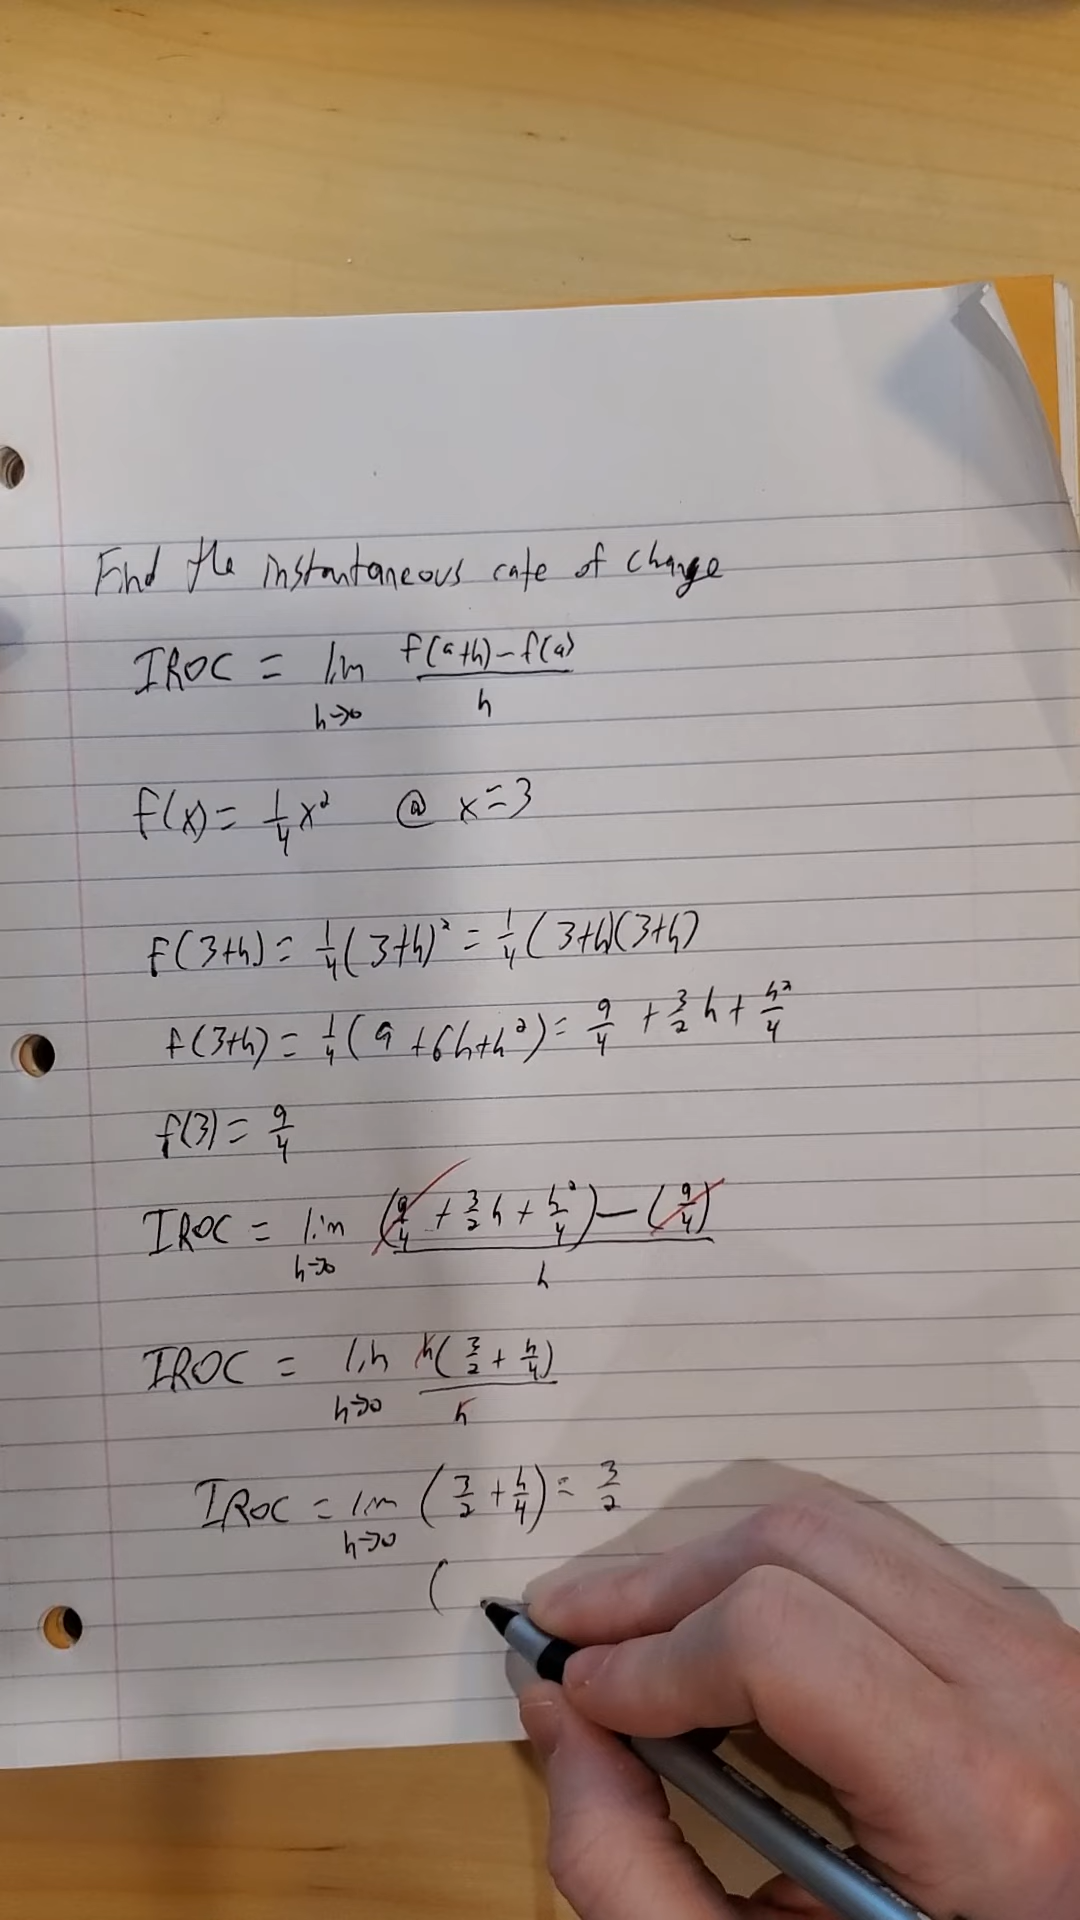 Find the instantaneous rate of change
IROC = lim h→0 (f(a+h)-f(a))/h
f(x) = 1/4 x² @ x=3
f(3+h) = 1/4(3+h)² = 1/4(3+h)(3+h)
f(3+h) = 1/4(9+6h+h²) = 9/4 + 3/2 h + h²/4
f(3) = 9/4
IROC = lim h→0 ((9/4 + 3/2 h + h²/4) - (9/4))/h
IROC = lim h→0 h(3/2 + h/4)/h
IROC = lim h→0 (3/2 + h/4) = 3/2
(